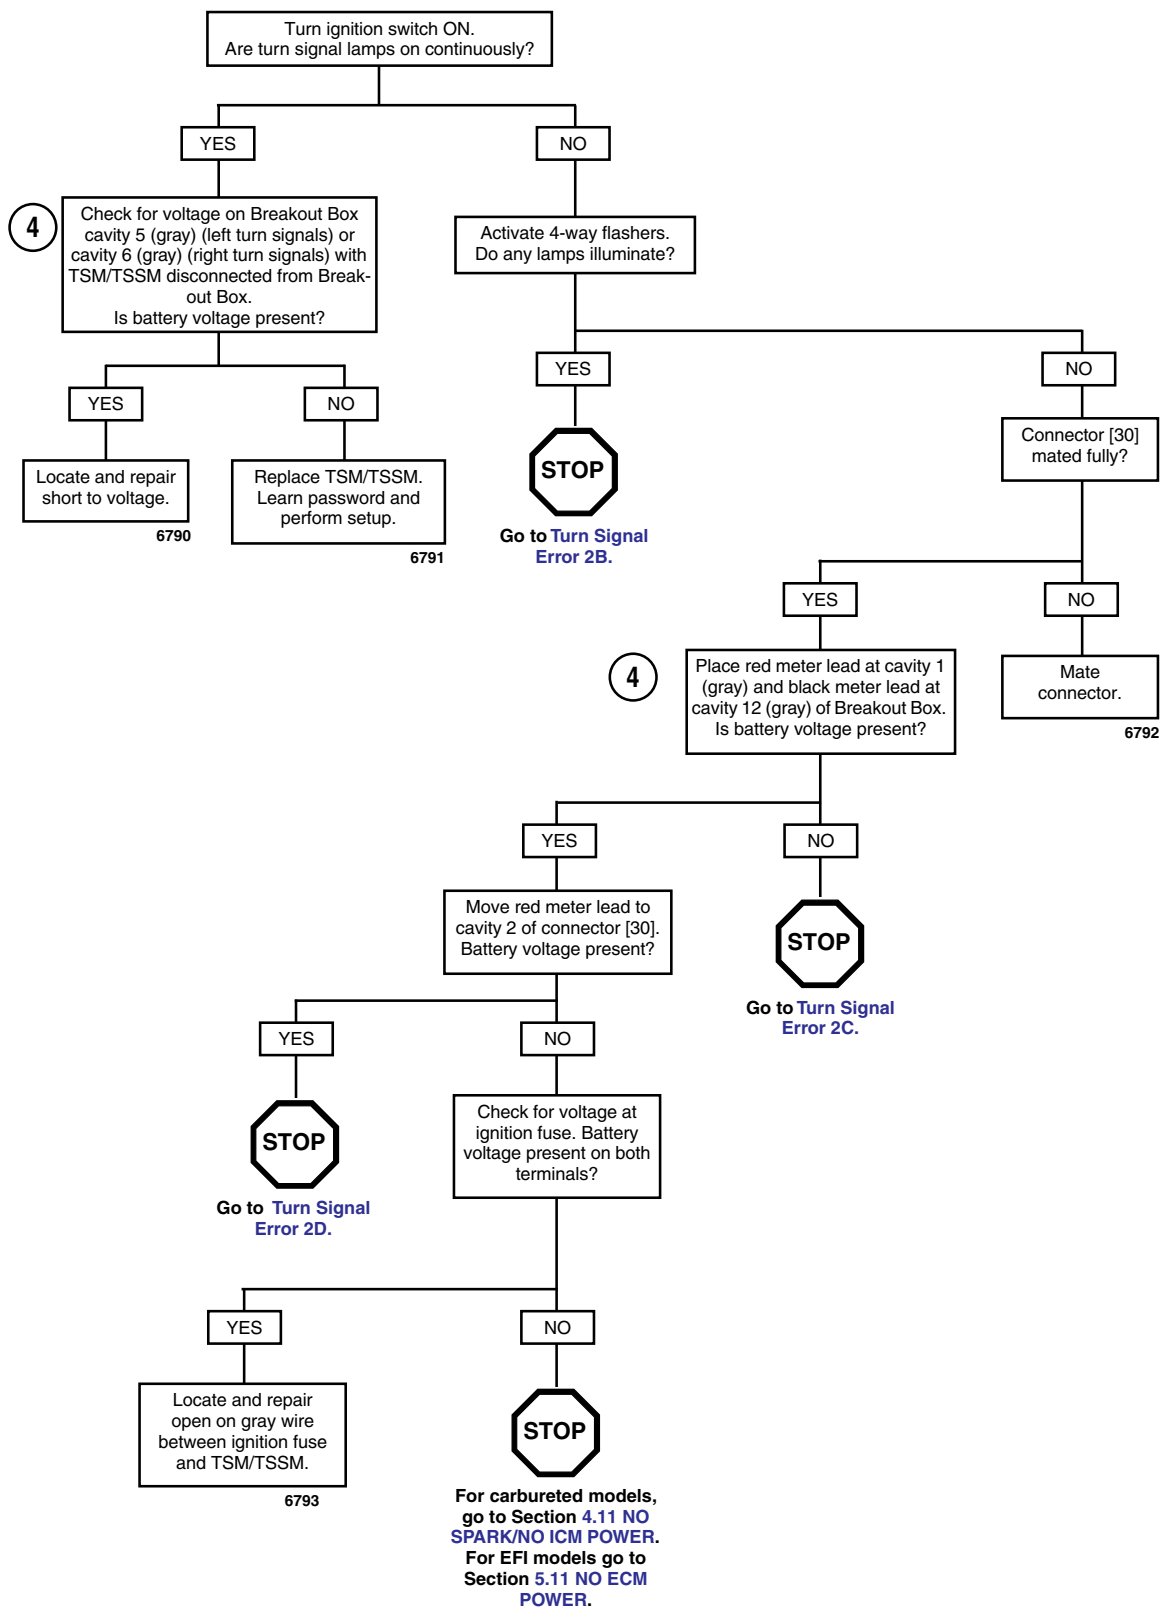 Turn ignition switch ON.
Are turn signal lamps on continuously?
YES
NO
4
Check for voltage on Breakout Box
cavity 5 (gray) (left turn signals) or
cavity 6 (gray) (right turn signals) with
TSM/TSSM disconnected from Break-
out Box.
Is battery voltage present?
Activate 4-way flashers.
Do any lamps illuminate?
YES
NO
YES
NO
Locate and repair
short to voltage.
6790
Replace TSM/TSSM.
Learn password and
perform setup.
6791
STOP
Go to Turn Signal
Error 2B.
Connector [30]
mated fully?
YES
NO
4
Place red meter lead at cavity 1
(gray) and black meter lead at
cavity 12 (gray) of Breakout Box.
Is battery voltage present?
Mate
connector.
6792
YES
NO
Move red meter lead to
cavity 2 of connector [30].
Battery voltage present?
STOP
Go to Turn Signal
Error 2C.
YES
NO
STOP
Go to Turn Signal
Error 2D.
Check for voltage at
ignition fuse. Battery
voltage present on both
terminals?
YES
NO
Locate and repair
open on gray wire
between ignition fuse
and TSM/TSSM.
6793
STOP
For carbureted models,
go to Section 4.11 NO
SPARK/NO ICM POWER.
For EFI models go to
Section 5.11 NO ECM
POWER.